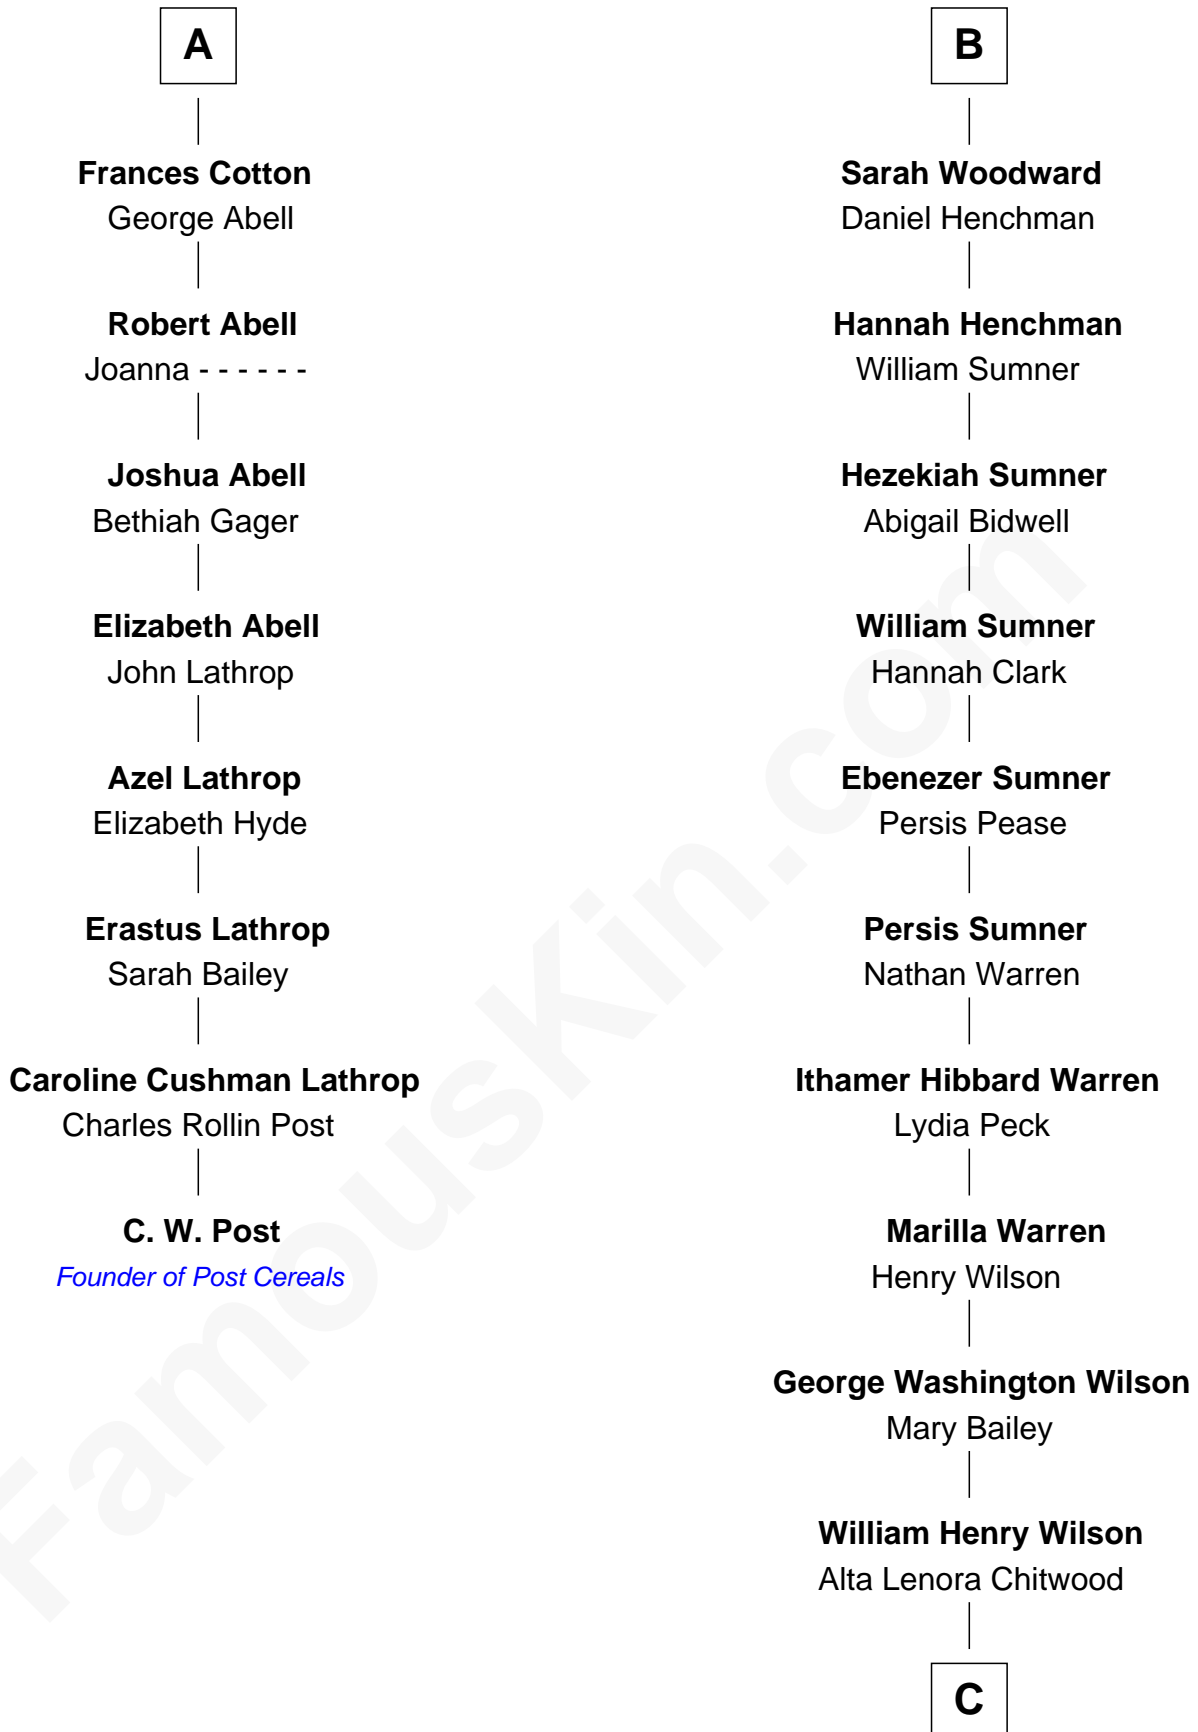 A
Frances Cotton
George Abell
Robert Abell
Joanna - - - - - -
Joshua Abell
Bethiah Gager
Elizabeth Abell
John Lathrop
Azel Lathrop
Elizabeth Hyde
Erastus Lathrop
Sarah Bailey
Caroline Cushman Lathrop
Charles Rollin Post
C. W. Post
Founder of Post Cereals
B
Sarah Woodward
Daniel Henchman
Hannah Henchman
William Sumner
Hezekiah Sumner
Abigail Bidwell
William Sumner
Hannah Clark
Ebenezer Sumner
Persis Pease
Persis Sumner
Nathan Warren
Ithamer Hibbard Warren
Lydia Peck
Marilla Warren
Henry Wilson
George Washington Wilson
Mary Bailey
William Henry Wilson
Alta Lenora Chitwood
C
FamousKin.com